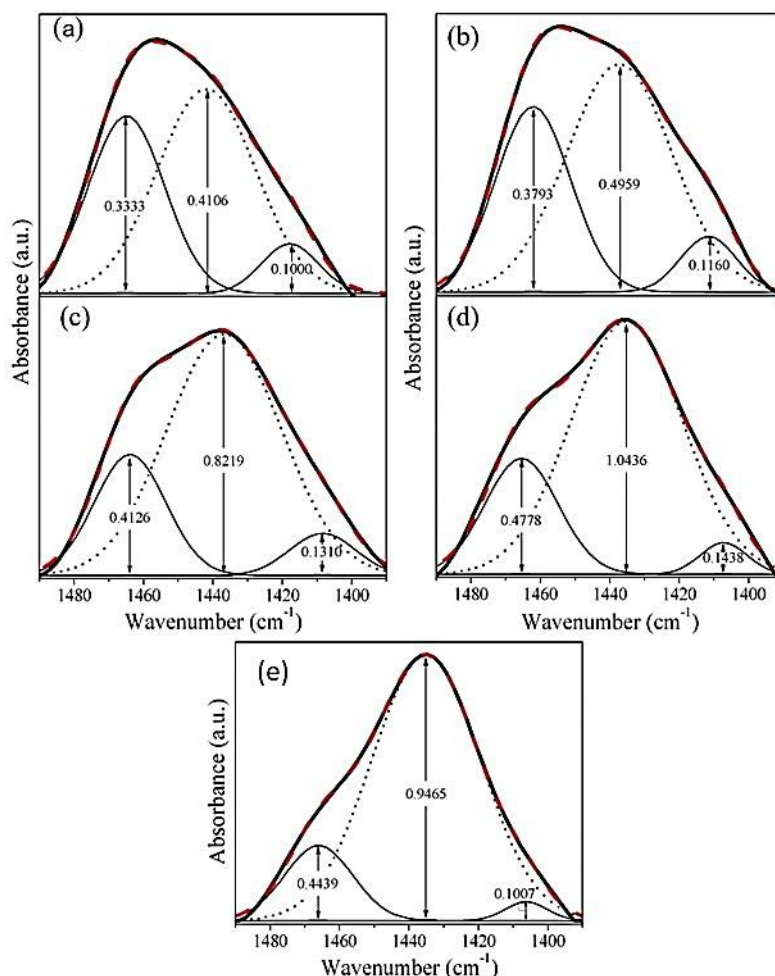 (a)
0.3333
0.4106
0.1000
(b)
0.3793
0.4959
0.1160
Absorbance (a.u.)
Absorbance (a.u.)
(c)
0.4126
0.8219
0.1310
(d)
0.4778
1.0436
0.1438
1480 1460 1440 1420 1400
1480 1460 1440 1420 1400
Wavenumber (cm⁻¹)
Wavenumber (cm⁻¹)
(e)
Absorbance (a.u.)
0.4439
0.9465
0.1007
1480 1460 1440 1420 1400
Wavenumber (cm⁻¹)